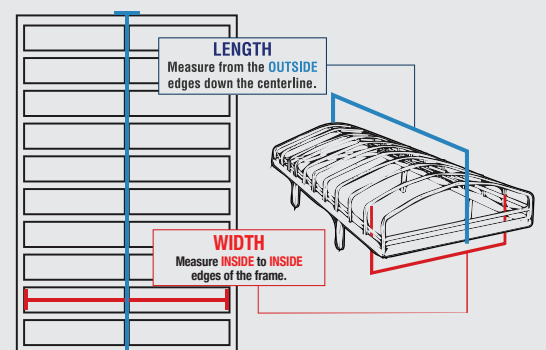 LENGTH
Measure from the OUTSIDE
edges down the centerline.
WIDTH
Measure INSIDE to INSIDE
edges of the frame.